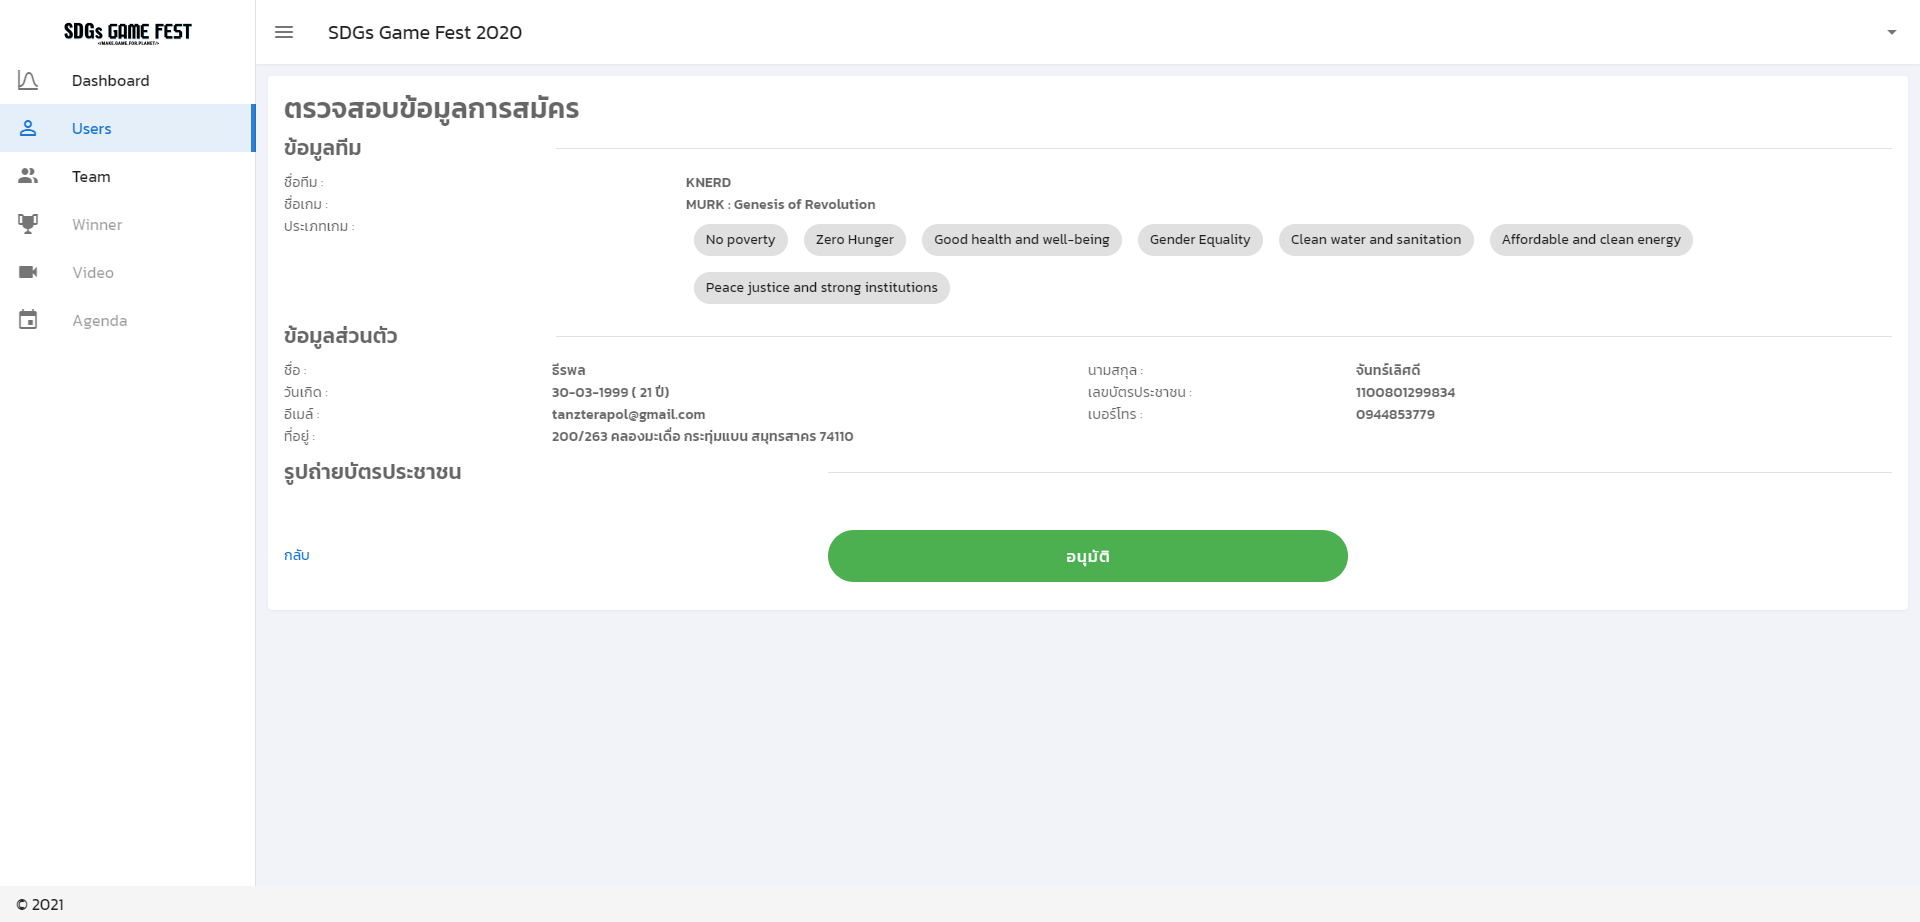 SDGs GAME FEST
</MAKE.GAME.FOR.PLANET/>
SDGs Game Fest 2020
Dashboard
Users
Team
Winner
Video
Agenda
ตรวจสอบข้อมูลการสมัคร
ข้อมูลทีม
ชื่อทีม : KNERD
ชื่อเกม : MURK : Genesis of Revolution
ประเภทเกม : No poverty Zero Hunger Good health and well-being Gender Equality Clean water and sanitation Affordable and clean energy
Peace justice and strong institutions
ข้อมูลส่วนตัว
ชื่อ : ธีรพล นามสกุล : จันทร์เลิศดี
วันเกิด : 30-03-1999 ( 21 ปี) เลขบัตรประชาชน : 1100801299834
อีเมล์ : tanzterapol@gmail.com เบอร์โทร : 0944853779
ที่อยู่ : 200/263 คลองมะเดื่อ กระทุ่มแบน สมุทรสาคร 74110
รูปถ่ายบัตรประชาชน
กลับ อนุมัติ
© 2021